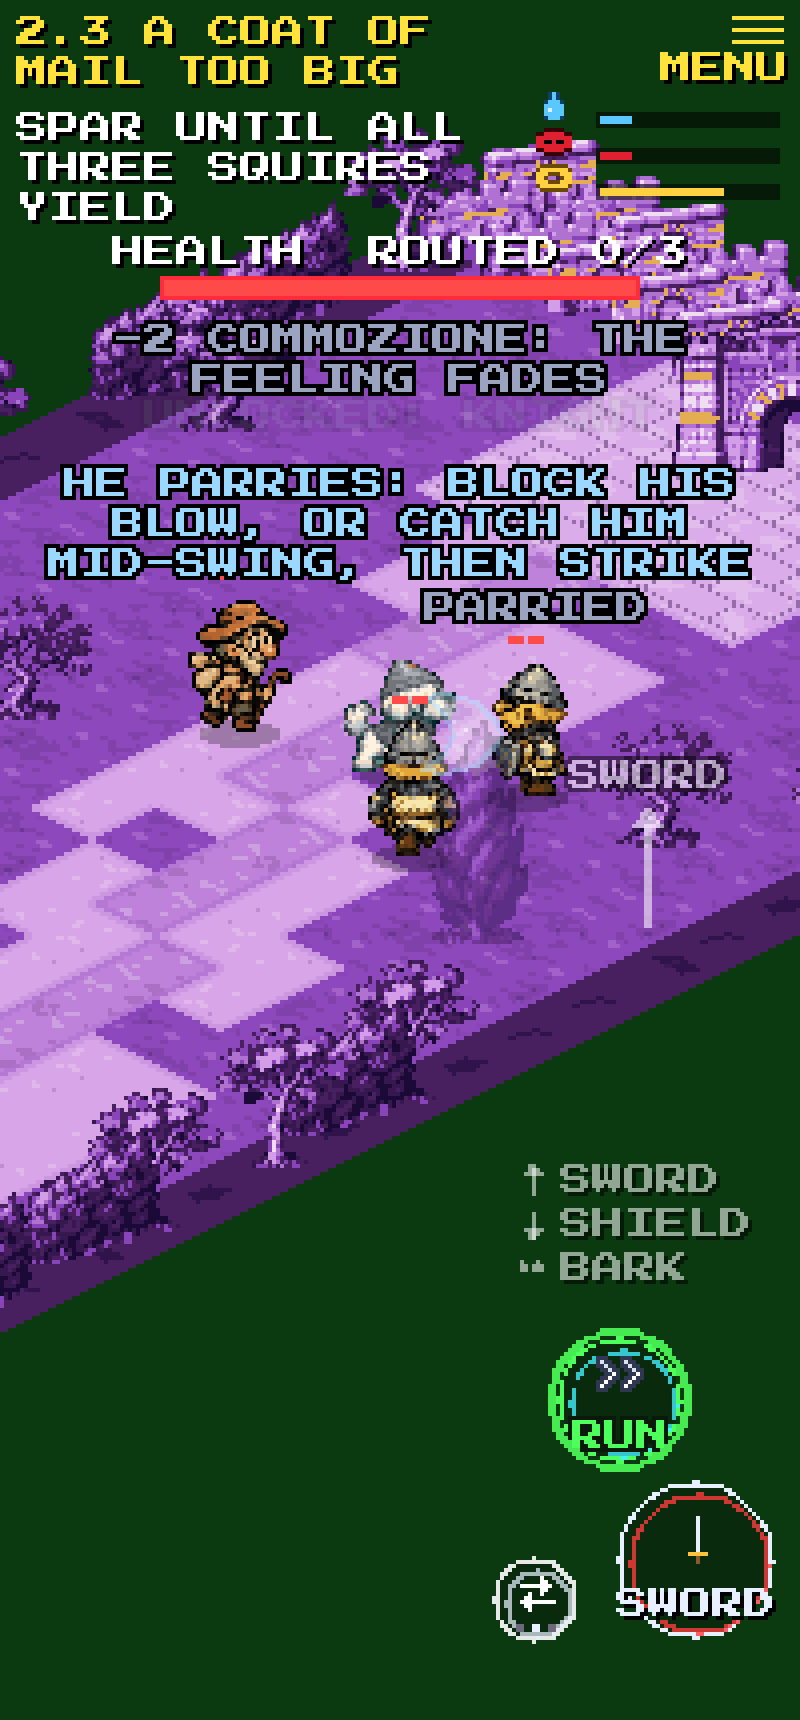 2.3 A COAT OF
MAIL TOO BIG
MENU
SPAR UNTIL ALL
THREE SQUIRES
YIELD
HEALTH ROUTED 0/3
-2 COMMOZIONE: THE
FEELING FADES
HE PARRIES: BLOCK HIS
BLOW, OR CATCH HIM
MID-SWING, THEN STRIKE
PARRIED
SWORD
↑ SWORD
↓ SHIELD
BARK
RUN
SWORD